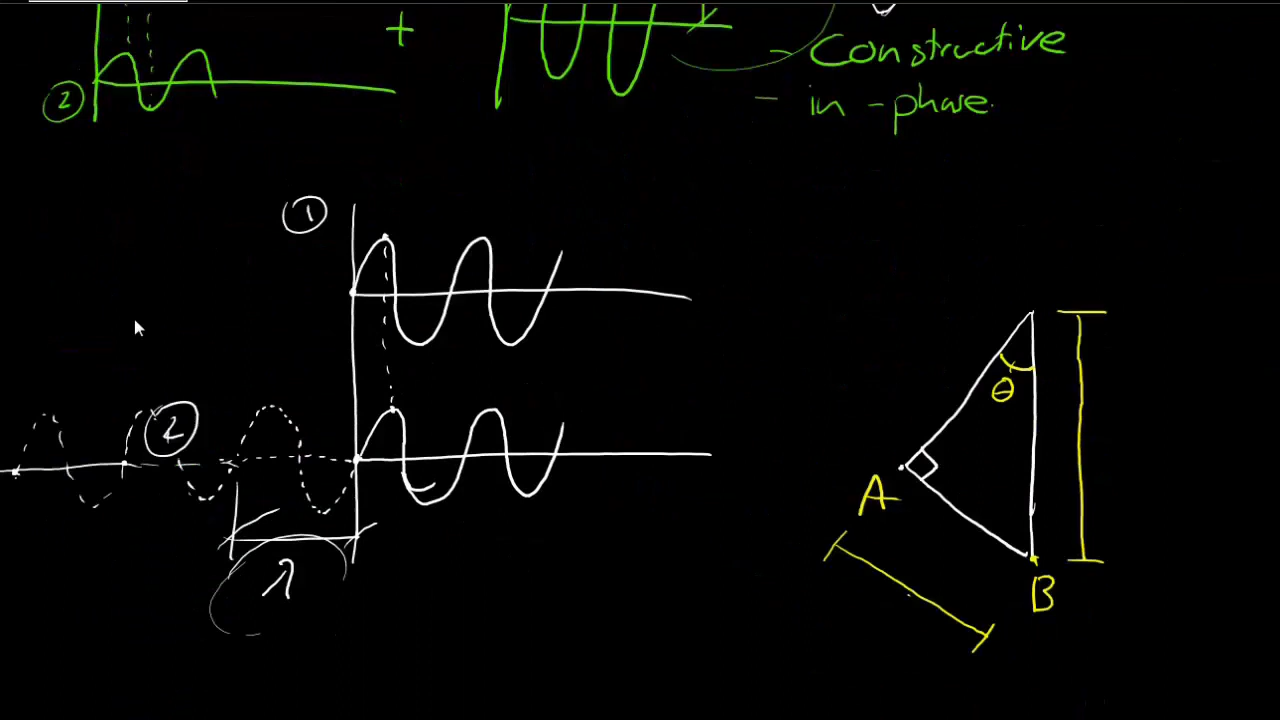 +
- Constructive
② 
- in-phase.
①
θ
②
A
λ
B